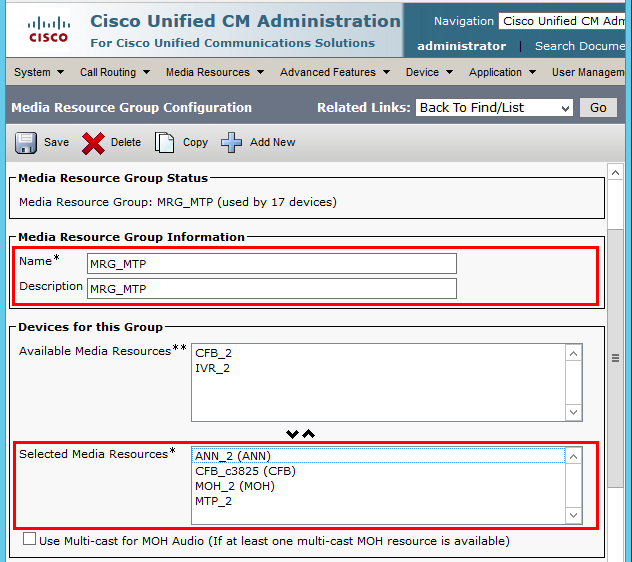 Cisco Unified CM Administration
Navigation Cisco Unified CM Adm
cisco
For Cisco Unified Communications Solutions
administrator | Search Docume
System Call Routing Media Resources Advanced Features Device Application User Managem
Media Resource Group Configuration Related Links: Back To Find/List Go
Save Delete Copy Add New
Media Resource Group Status
Media Resource Group: MRG_MTP (used by 17 devices)
Media Resource Group Information
Name* MRG_MTP
Description MRG_MTP
Devices for this Group
Available Media Resources** CFB_2
IVR_2
Selected Media Resources* ANN_2 (ANN)
CFB_c3825 (CFB)
MOH_2 (MOH)
MTP_2
Use Multi-cast for MOH Audio (If at least one multi-cast MOH resource is available)